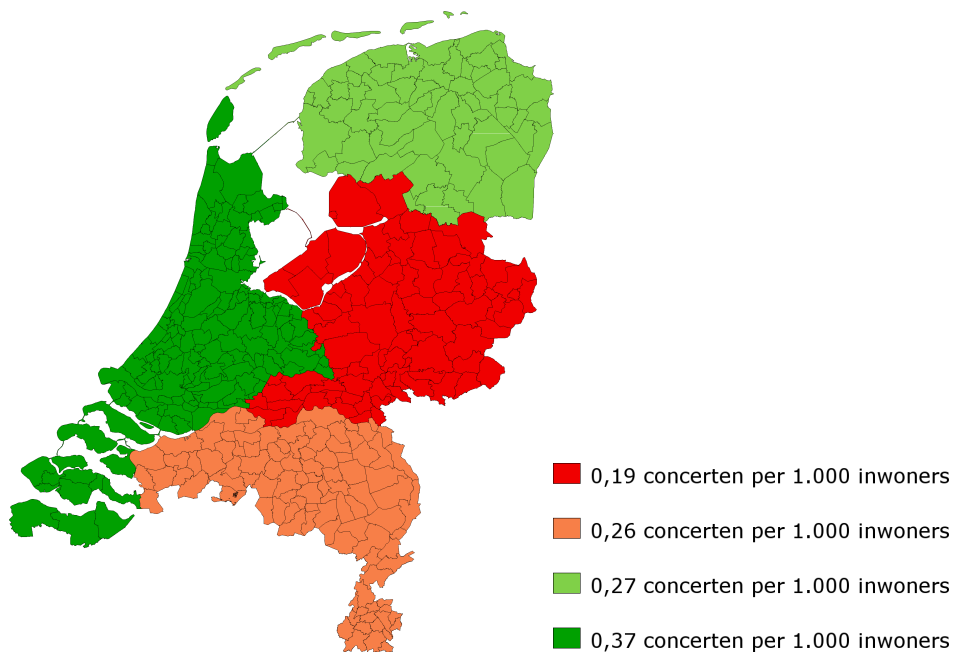 0,19 concerten per 1.000 inwoners
0,26 concerten per 1.000 inwoners
0,27 concerten per 1.000 inwoners
0,37 concerten per 1.000 inwoners